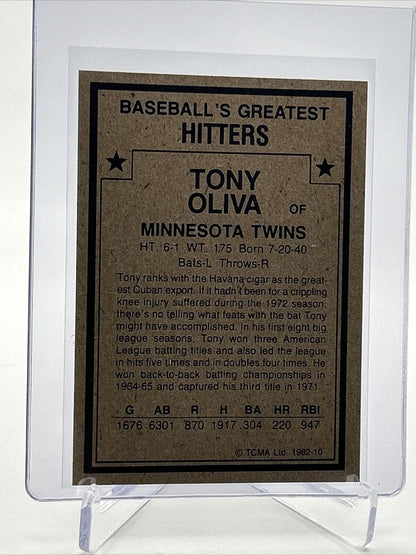 BASEBALL'S GREATEST
HITTERS
TONY
OLIVA OF
MINNESOTA TWINS
HT. 6-1 WT. 175 Born 7-20-40
Bats-L Throws-R
Tony ranks with the Havana cigar as the great-
est Cuban export. If it hadn't been for a crippling
knee injury suffered during the 1972 season,
there's no telling what feats with the bat Tony
might have accomplished. In his first eight big
league seasons, Tony won three American
League batting titles and also led the league
in hits five times and in doubles four times. He
won back-to-back batting championships in
1964-65 and captured his third title in 1971.
G AB R H BA HR RBI
1676 6301 870 1917 .304 220 947
© TCMA Ltd. 1982-10